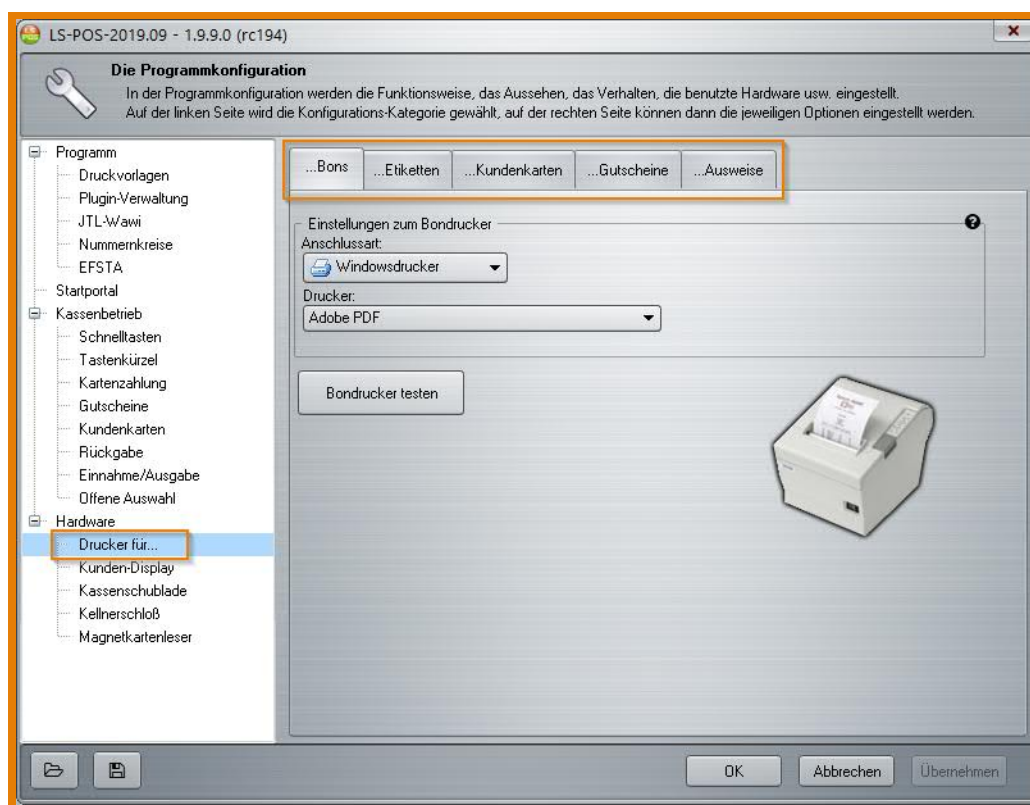 LS-POS-2019.09 - 1.9.9.0 (rc194)
Die Programmkonfiguration
In der Programmkonfiguration werden die Funktionsweise, das Aussehen, das Verhalten, die benutzte Hardware usw. eingestellt.
Auf der linken Seite wird die Konfigurations-Kategorie gewählt, auf der rechten Seite können dann die jeweiligen Optionen eingestellt werden.
Programm
Druckvorlagen
Plugin-Verwaltung
JTL-Wawi
Nummernkreise
EFSTA
Startportal
Kassenbetrieb
Schnelltasten
Tastenkürzel
Kartenzahlung
Gutscheine
Kundenkarten
Rückgabe
Einnahme/Ausgabe
Offene Auswahl
Hardware
Drucker für...
Kunden-Display
Kassenschublade
Kellnerschloß
Magnetkartenleser
...Bons ...Etiketten ...Kundenkarten ...Gutscheine ...Ausweise
Einstellungen zum Bondrucker
Anschlussart:
Windowsdrucker
Drucker:
Adobe PDF
Bondrucker testen
OK Abbrechen Übernehmen